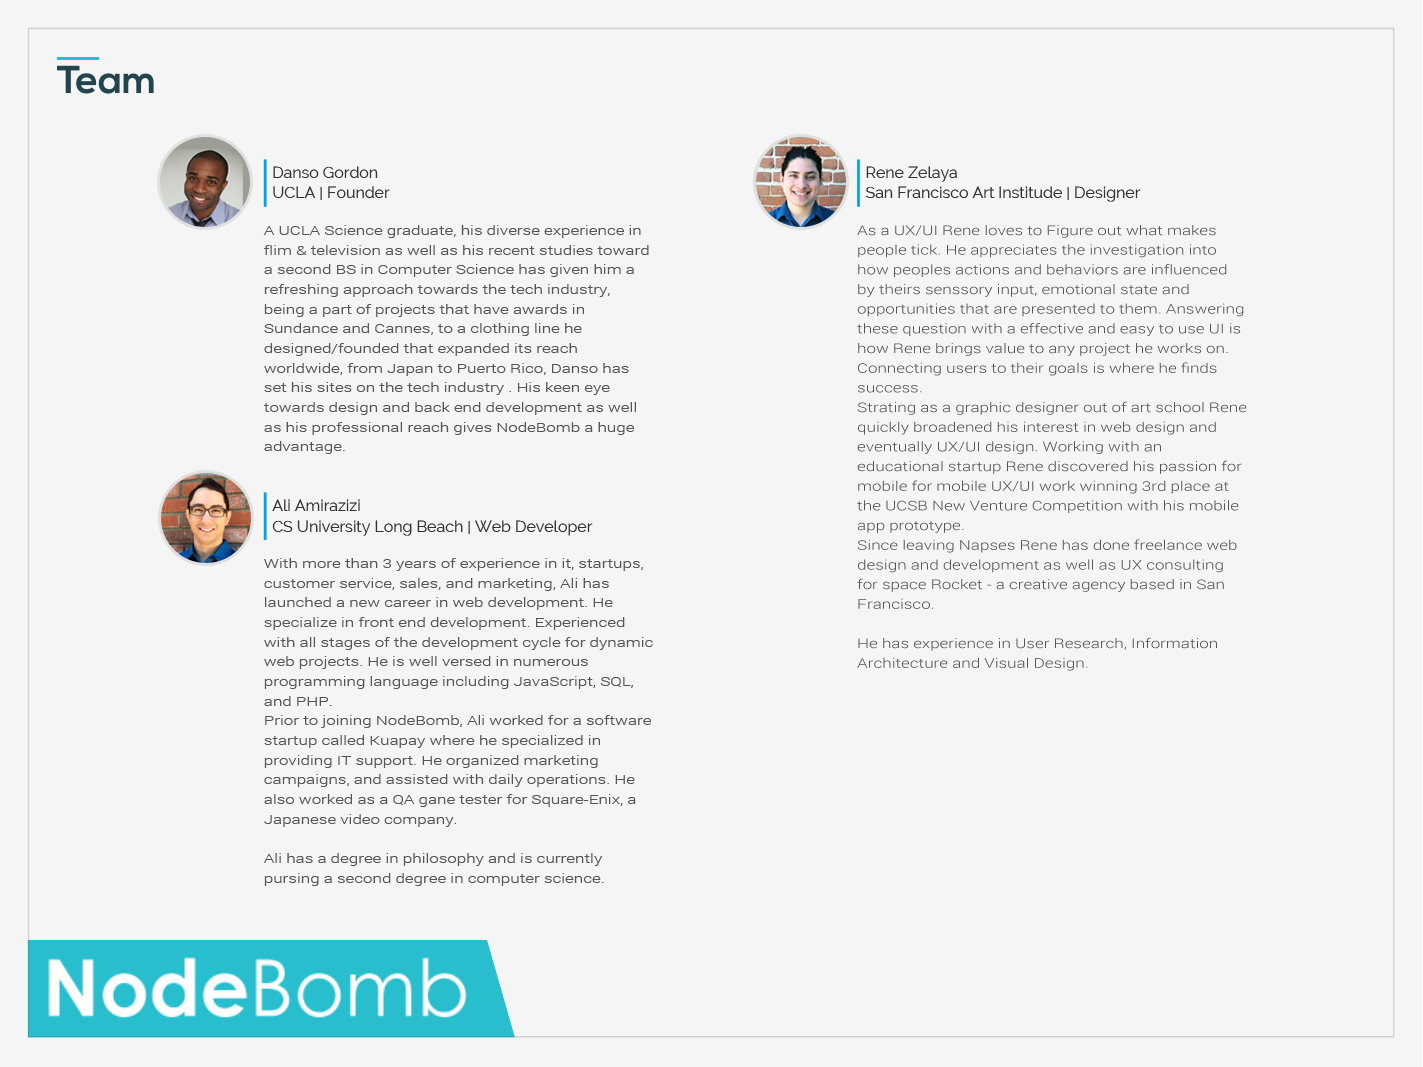 Team
Danso Gordon
UCLA | Founder
A UCLA Science graduate, his diverse experience in
flim & television as well as his recent studies toward
a second BS in Computer Science has given him a
refreshing approach towards the tech industry,
being a part of projects that have awards in
Sundance and Cannes, to a clothing line he
designed/founded that expanded its reach
worldwide, from Japan to Puerto Rico, Danso has
set his sites on the tech industry . His keen eye
towards design and back end development as well
as his professional reach gives NodeBomb a huge
advantage.
Ali Amirazizi
CS University Long Beach | Web Developer
With more than 3 years of experience in it, startups,
customer service, sales, and marketing, Ali has
launched a new career in web development. He
specialize in front end development. Experienced
with all stages of the development cycle for dynamic
web projects. He is well versed in numerous
programming language including JavaScript, SQL,
and PHP.
Prior to joining NodeBomb, Ali worked for a software
startup called Kuapay where he specialized in
providing IT support. He organized marketing
campaigns, and assisted with daily operations. He
also worked as a QA gane tester for Square-Enix, a
Japanese video company.
Ali has a degree in philosophy and is currently
pursing a second degree in computer science.
Rene Zelaya
San Francisco Art Institude | Designer
As a UX/UI Rene loves to Figure out what makes
people tick. He appreciates the investigation into
how peoples actions and behaviors are influenced
by theirs senssory input, emotional state and
opportunities that are presented to them. Answering
these question with a effective and easy to use UI is
how Rene brings value to any project he works on.
Connecting users to their goals is where he finds
success.
Strating as a graphic designer out of art school Rene
quickly broadened his interest in web design and
eventually UX/UI design. Working with an
educational startup Rene discovered his passion for
mobile for mobile UX/UI work winning 3rd place at
the UCSB New Venture Competition with his mobile
app prototype.
Since leaving Napses Rene has done freelance web
design and development as well as UX consulting
for space Rocket - a creative agency based in San
Francisco.
He has experience in User Research, Information
Architecture and Visual Design.
NodeBomb